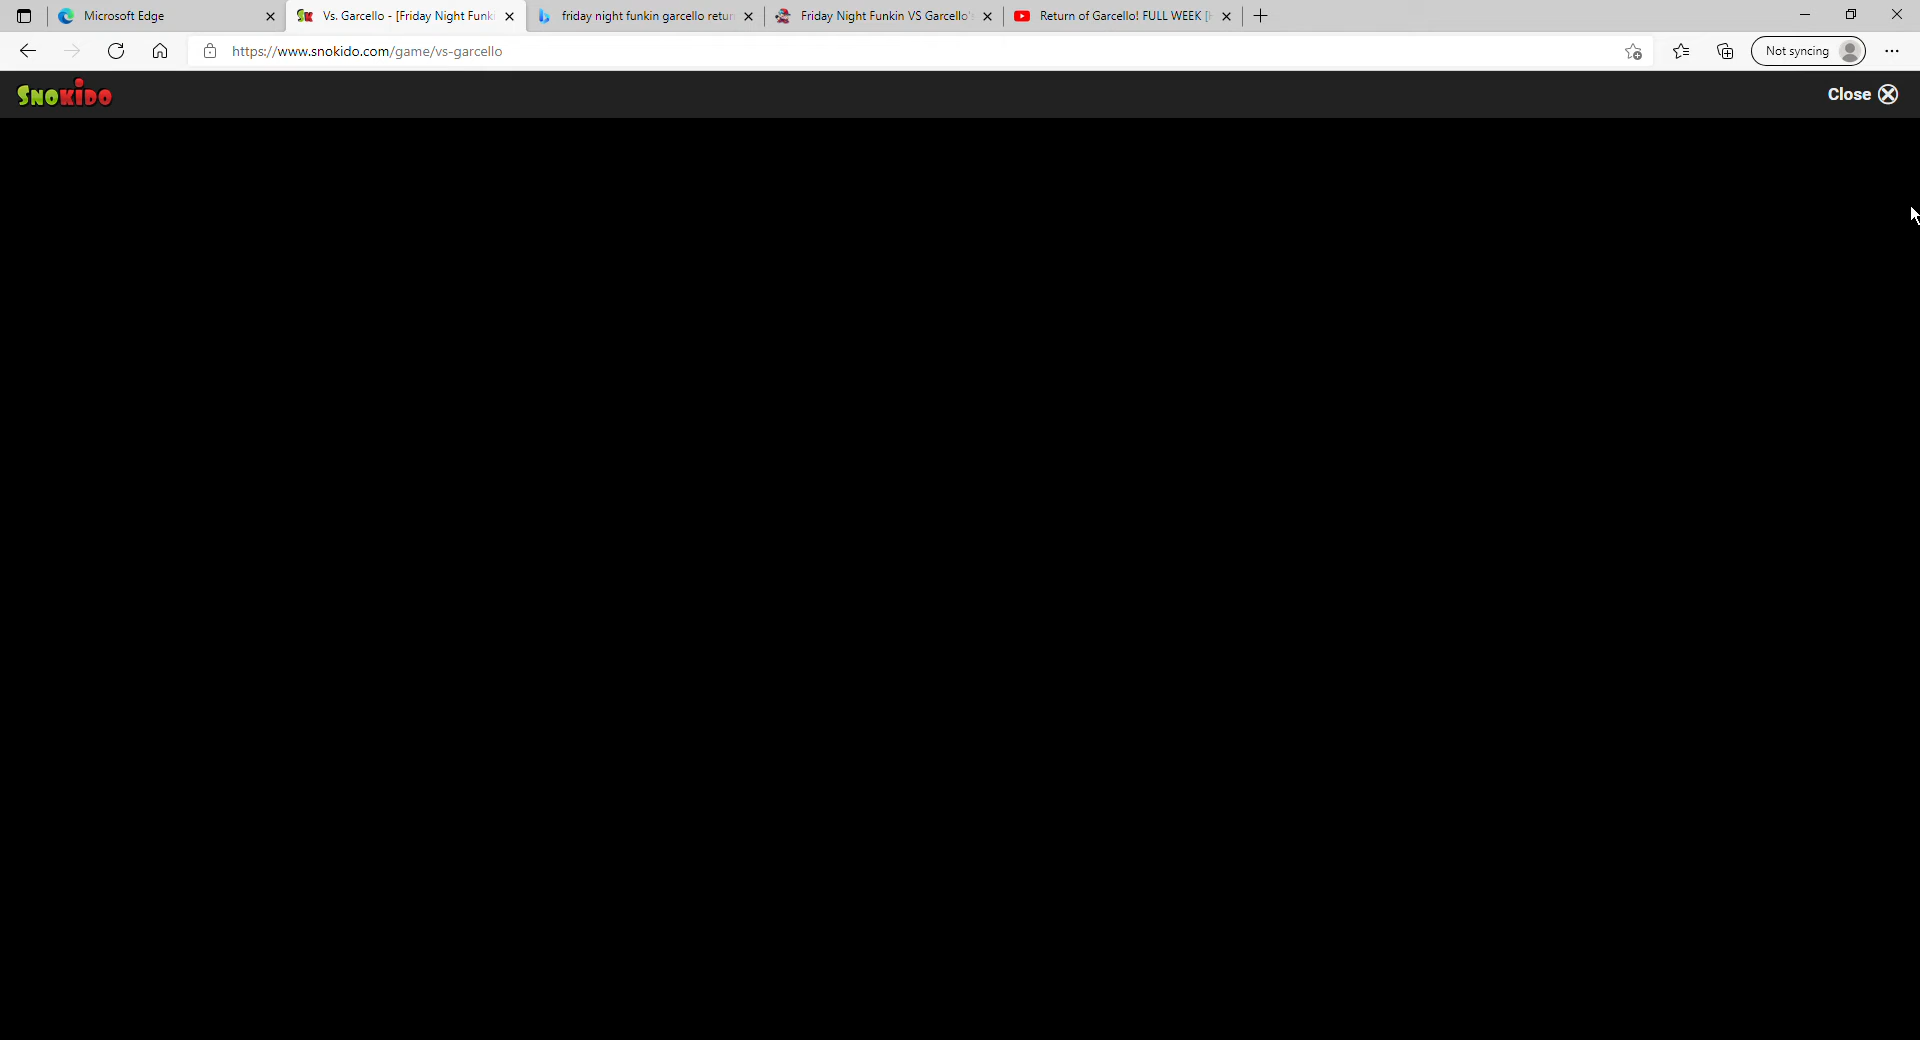 Microsoft Edge
Vs. Garcello - [Friday Night Funki
friday night funkin garcello retur
Friday Night Funkin VS Garcello's
Return of Garcello! FULL WEEK [H
https://www.snokido.com/game/vs-garcello
Not syncing
SNOKIDO
Close